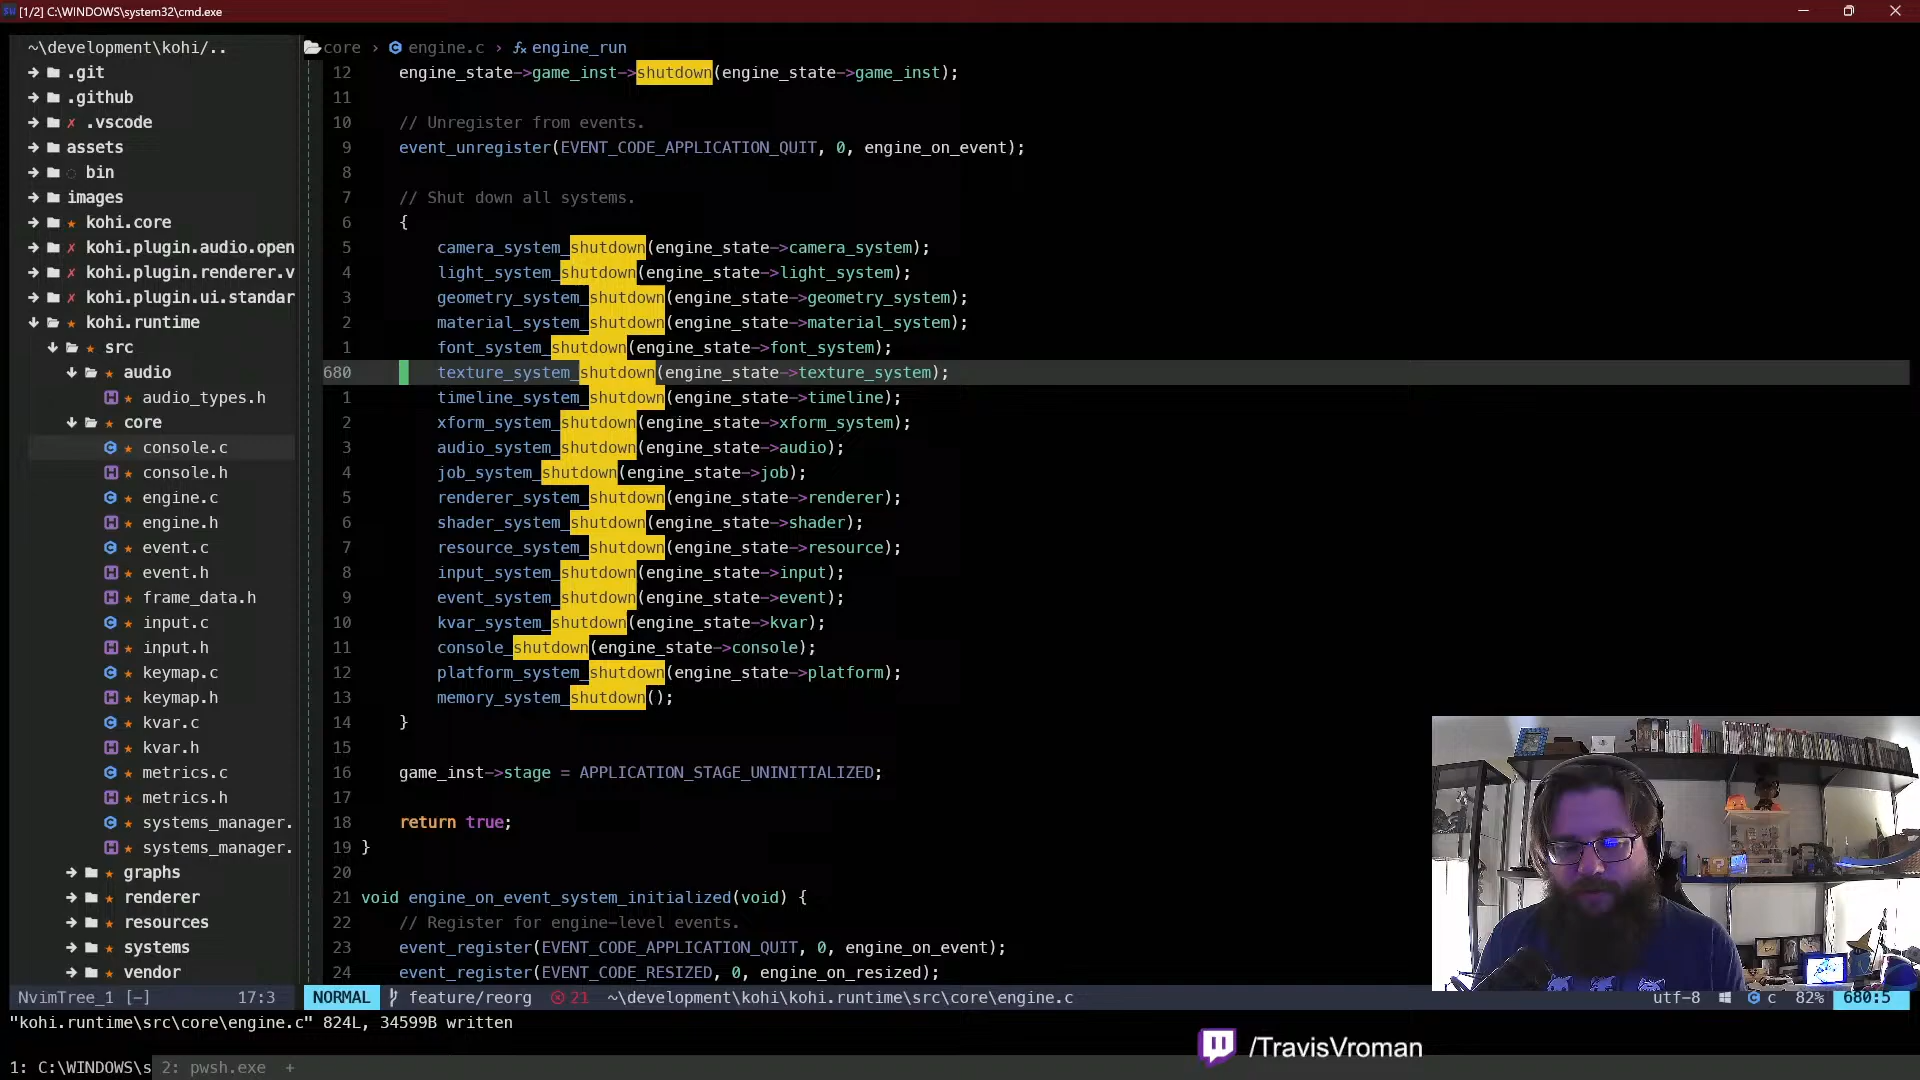 [1/2] C:\WINDOWS\system32\cmd.exe
~\development\kohi/..
.git
.github
✗ .vscode
assets
bin
images
★ kohi.core
✗ kohi.plugin.audio.open
✗ kohi.plugin.renderer.v
✗ kohi.plugin.ui.standar
★ kohi.runtime
★ src
★ audio
★ audio_types.h
★ core
★ console.c
★ console.h
★ engine.c
★ engine.h
★ event.c
★ event.h
★ frame_data.h
★ input.c
★ input.h
★ keymap.c
★ keymap.h
★ kvar.c
★ kvar.h
★ metrics.c
★ metrics.h
★ systems_manager.
★ systems_manager.
★ graphs
★ renderer
★ resources
★ systems
★ vendor
NvimTree_1 [-] 17:3
core › engine.c › fx engine_run
12 engine_state->game_inst->shutdown(engine_state->game_inst);
11
10 // Unregister from events.
9 event_unregister(EVENT_CODE_APPLICATION_QUIT, 0, engine_on_event);
8
7 // Shut down all systems.
6 {
5 camera_system_shutdown(engine_state->camera_system);
4 light_system_shutdown(engine_state->light_system);
3 geometry_system_shutdown(engine_state->geometry_system);
2 material_system_shutdown(engine_state->material_system);
1 font_system_shutdown(engine_state->font_system);
680 texture_system_shutdown(engine_state->texture_system);
1 timeline_system_shutdown(engine_state->timeline);
2 xform_system_shutdown(engine_state->xform_system);
3 audio_system_shutdown(engine_state->audio);
4 job_system_shutdown(engine_state->job);
5 renderer_system_shutdown(engine_state->renderer);
6 shader_system_shutdown(engine_state->shader);
7 resource_system_shutdown(engine_state->resource);
8 input_system_shutdown(engine_state->input);
9 event_system_shutdown(engine_state->event);
10 kvar_system_shutdown(engine_state->kvar);
11 console_shutdown(engine_state->console);
12 platform_system_shutdown(engine_state->platform);
13 memory_system_shutdown();
14 }
15
16 game_inst->stage = APPLICATION_STAGE_UNINITIALIZED;
17
18 return true;
19 }
20
21 void engine_on_event_system_initialized(void) {
22 // Register for engine-level events.
23 event_register(EVENT_CODE_APPLICATION_QUIT, 0, engine_on_event);
24 event_register(EVENT_CODE_RESIZED, 0, engine_on_resized);
NORMAL feature/reorg 21 ~\development\kohi\kohi.runtime\src\core\engine.c utf-8 c 82% 680:5
"kohi.runtime\src\core\engine.c" 824L, 34599B written
/TravisVroman
1: C:\WINDOWS\s 2: pwsh.exe +